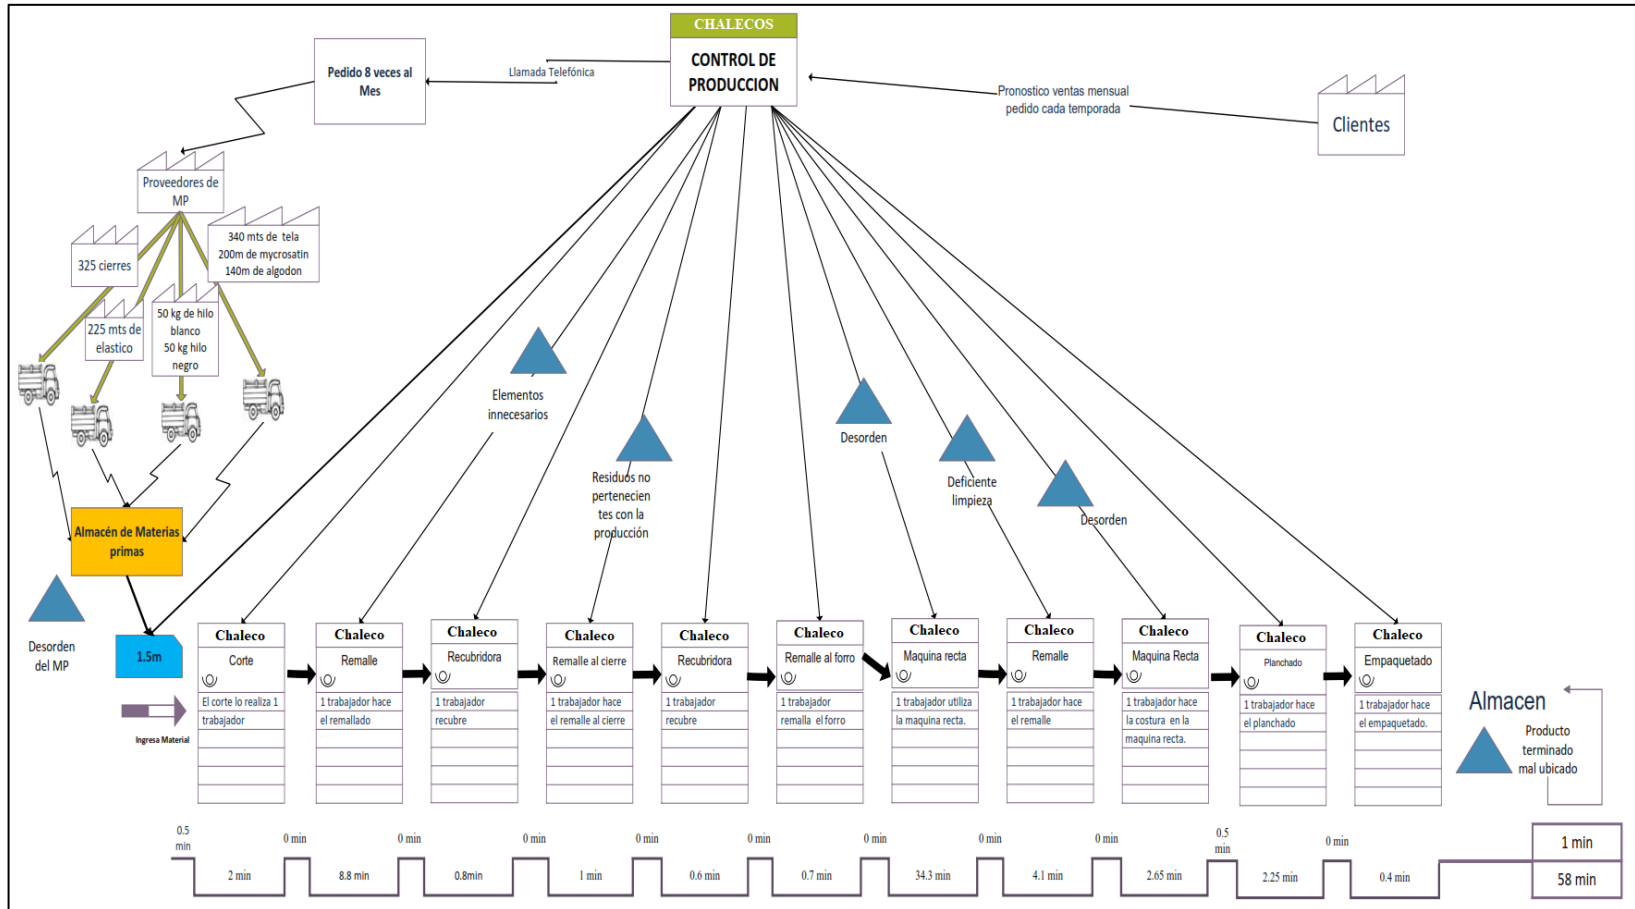 CHALECOS
CONTROL DE
PRODUCCION
Llamada Telefónica
Pedido 8 veces al
Mes
Pronostico ventas mensual
pedido cada temporada
Clientes
Proveedores de
MP
325 cierres
340 mts de tela
200m de mycrosatin
140m de algodon
225 mts de
elastico
50 kg de hilo
blanco
50 kg hilo
negro
Elementos
innecesarios
Residuos no
pertenecien
tes con la
producción
Desorden
Deficiente
limpieza
Desorden
Almacén de Materias
primas
Desorden
del MP
1.5m
Ingresa Material
Chaleco
Corte
El corte lo realiza 1
trabajador
Chaleco
Remalle
1 trabajador hace
el remallado
Chaleco
Recubridora
1 trabajador
recubre
Chaleco
Remalle al cierre
1 trabajador hace
el remalle al cierre
Chaleco
Recubridora
1 trabajador
recubre
Chaleco
Remalle al forro
1 trabajador
remalla el forro
Chaleco
Maquina recta
1 trabajador utiliza
la maquina recta.
Chaleco
Remalle
1 trabajador hace
el remalle
Chaleco
Maquina Recta
1 trabajador hace
la costura en la
maquina recta.
Chaleco
Planchado
1 trabajador hace
el planchado
Chaleco
Empaquetado
1 trabajador hace
el empaquetado.
Almacen
Producto
terminado
mal ubicado
0.5
min
0 min
0 min
0 min
0 min
0 min
0 min
0 min
0 min
0.5
min
0 min
1 min
2 min
8.8 min
0.8min
1 min
0.6 min
0.7 min
34.3 min
4.1 min
2.65 min
2.25 min
0.4 min
58 min